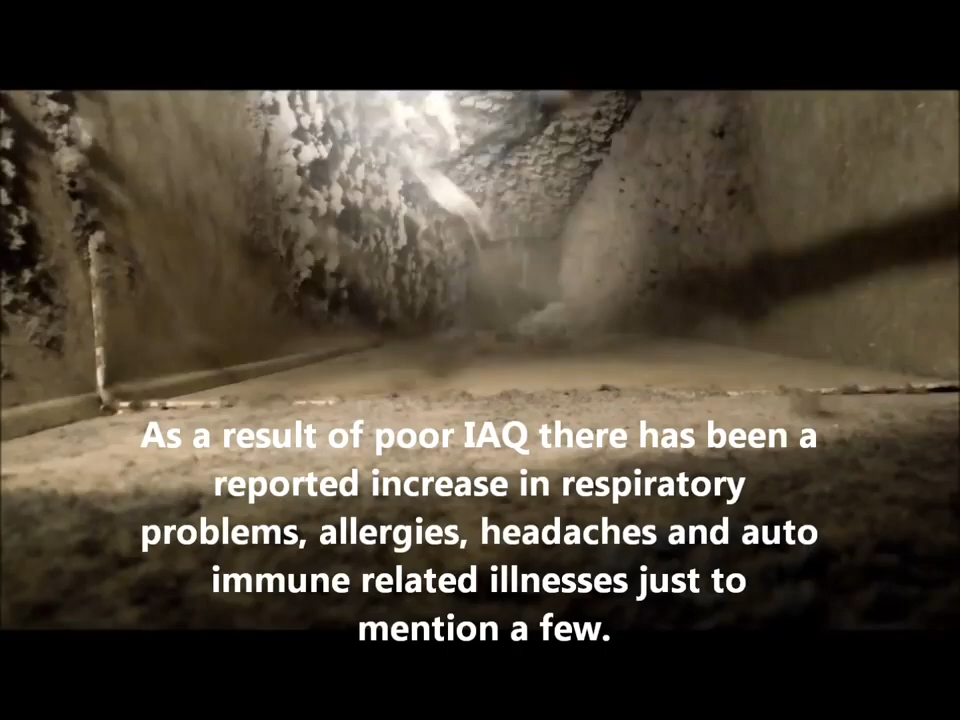 As a result of poor IAQ there has been a
reported increase in respiratory
problems, allergies, headaches and auto
immune related illnesses just to
mention a few.